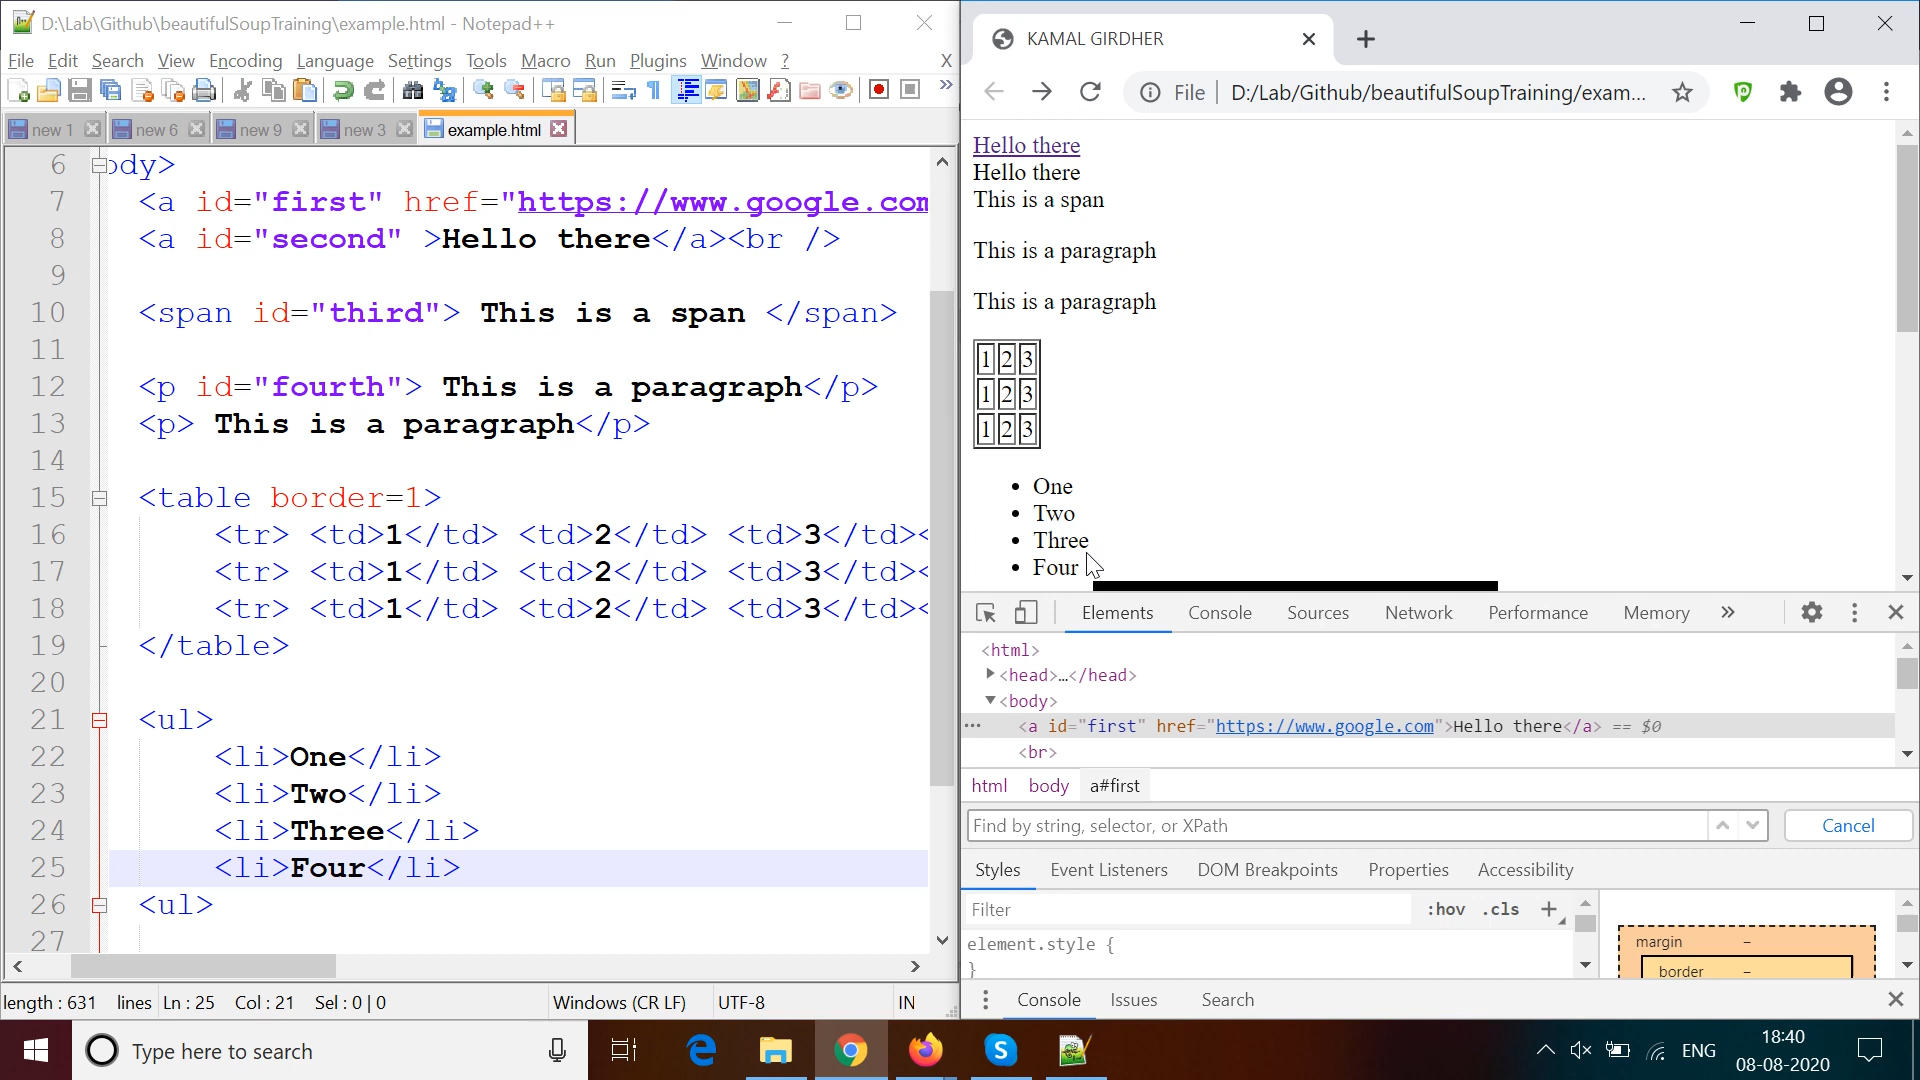 D:\Lab\Github\beautifulSoupTraining\example.html - Notepad++
File Edit Search View Encoding Language Settings Tools Macro Run Plugins Window ? X
new 1 new 6 new 9 new 3 example.html
6 ody>
7 <a id="first" href="https://www.google.com
8 <a id="second" >Hello there</a><br />
9
10 <span id="third"> This is a span </span>
11
12 <p id="fourth"> This is a paragraph</p>
13 <p> This is a paragraph</p>
14
15 <table border=1>
16 <tr> <td>1</td> <td>2</td> <td>3</td><
17 <tr> <td>1</td> <td>2</td> <td>3</td><
18 <tr> <td>1</td> <td>2</td> <td>3</td><
19 </table>
20
21 <ul>
22 <li>One</li>
23 <li>Two</li>
24 <li>Three</li>
25 <li>Four</li>
26 <ul>
27
length : 631 lines Ln : 25 Col : 21 Sel : 0 | 0 Windows (CR LF) UTF-8 IN
KAMAL GIRDHER
File D:/Lab/Github/beautifulSoupTraining/exam...
Hello there
Hello there
This is a span
This is a paragraph
This is a paragraph
1 2 3
1 2 3
1 2 3
• One
• Two
• Three
• Four
Elements Console Sources Network Performance Memory »
<html>
<head>…</head>
<body>
<a id="first" href="https://www.google.com">Hello there</a> == $0
<br>
html body a#first
Find by string, selector, or XPath Cancel
Styles Event Listeners DOM Breakpoints Properties Accessibility
Filter :hov .cls +
element.style {
}
margin –
border –
Console Issues Search
Type here to search
ENG
18:40
08-08-2020